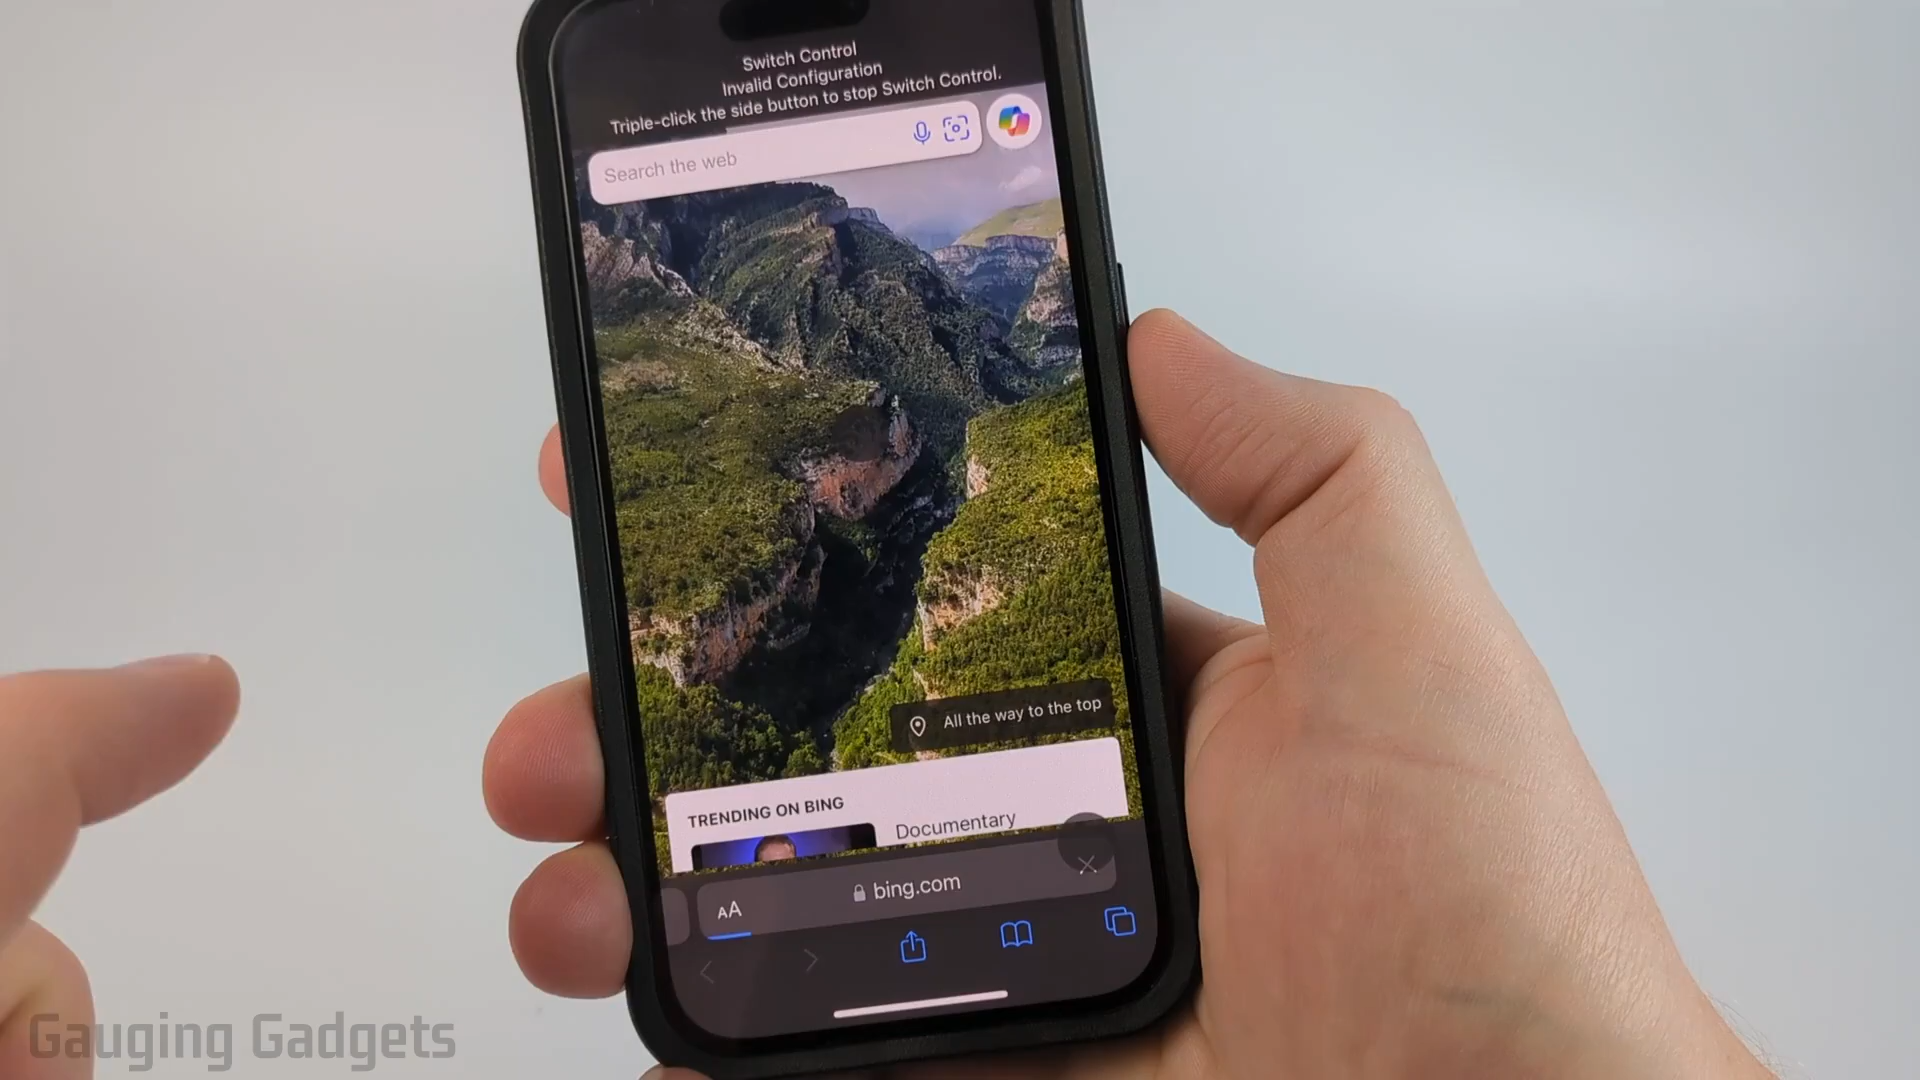 Switch Control
Invalid Configuration
Triple-click the side button to stop Switch Control.
Search the web
All the way to the top
TRENDING ON BING
Documentary
AA
bing.com
Gauging Gadgets